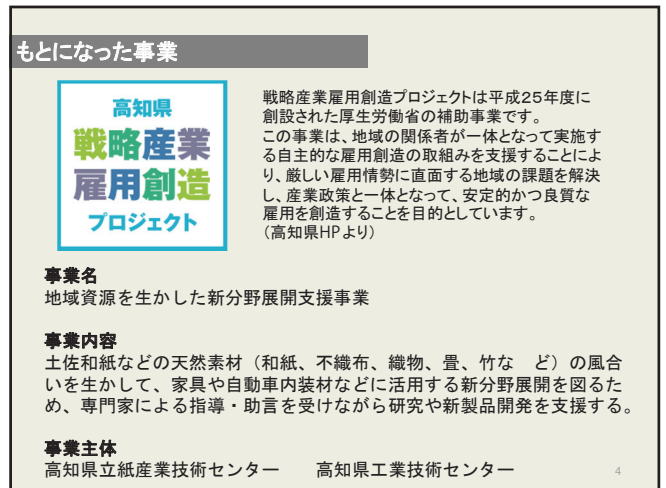 もとになった事業
高知県
戦略産業
雇用創造
プロジェクト
戦略産業雇用創造プロジェクトは平成25年度に
創設された厚生労働省の補助事業です。
この事業は、地域の関係者が一体となって実施す
る自主的な雇用創造の取組みを支援することによ
り、厳しい雇用情勢に直面する地域の課題を解決
し、産業政策と一体となって、安定的かつ良質な
雇用を創造することを目的としています。
(高知県HPより)
事業名
地域資源を生かした新分野展開支援事業
事業内容
土佐和紙などの天然素材（和紙、不織布、織物、畳、竹な　ど）の風合
いを生かして、家具や自動車内装材などに活用する新分野展開を図るた
め、専門家による指導・助言を受けながら研究や新製品開発を支援する。
事業主体
高知県立紙産業技術センター　　高知県工業技術センター
4